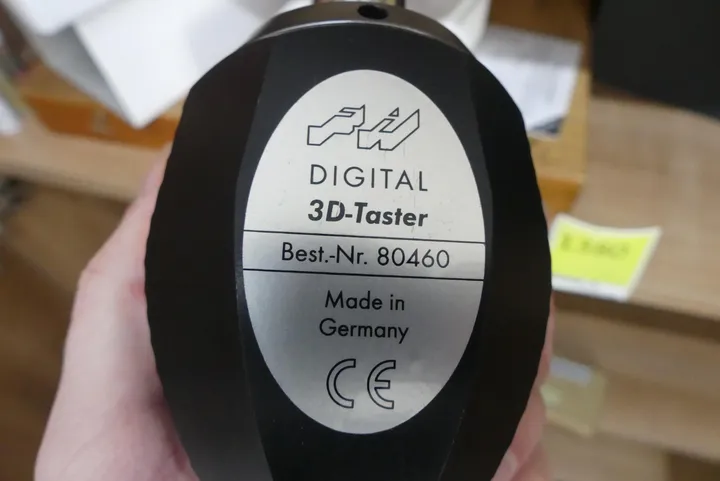 DIGITAL
3D-Taster
Best.-Nr. 80460
Made in
Germany
CE